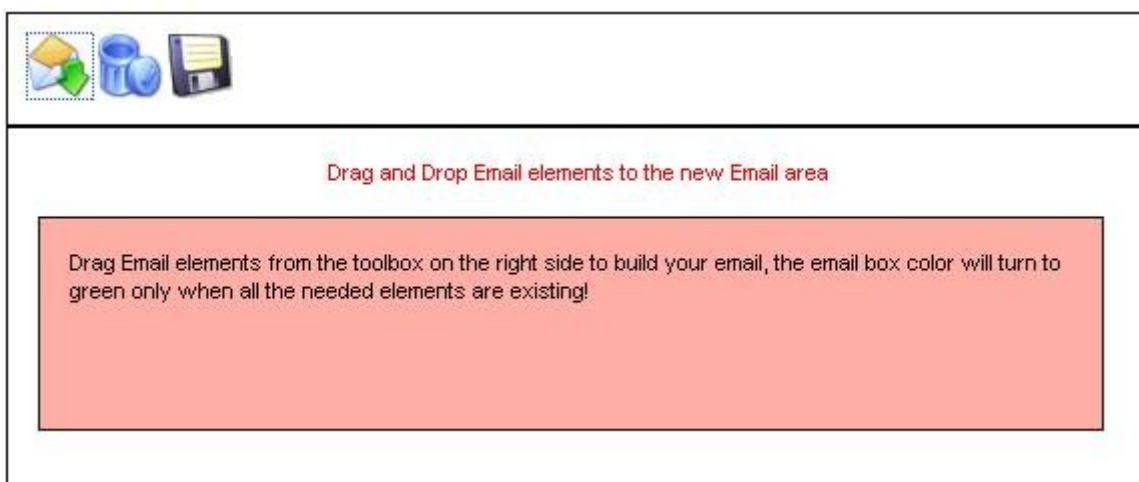 Drag and Drop Email elements to the new Email area
Drag Email elements from the toolbox on the right side to build your email, the email box color will turn to
green only when all the needed elements are existing!